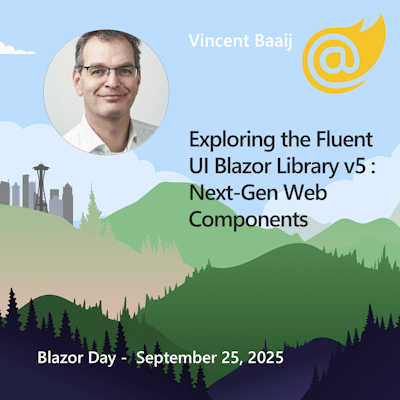 Vincent Baaij
@
Exploring the Fluent
UI Blazor Library v5 :
Next-Gen Web
Components
Blazor Day -  September 25, 2025